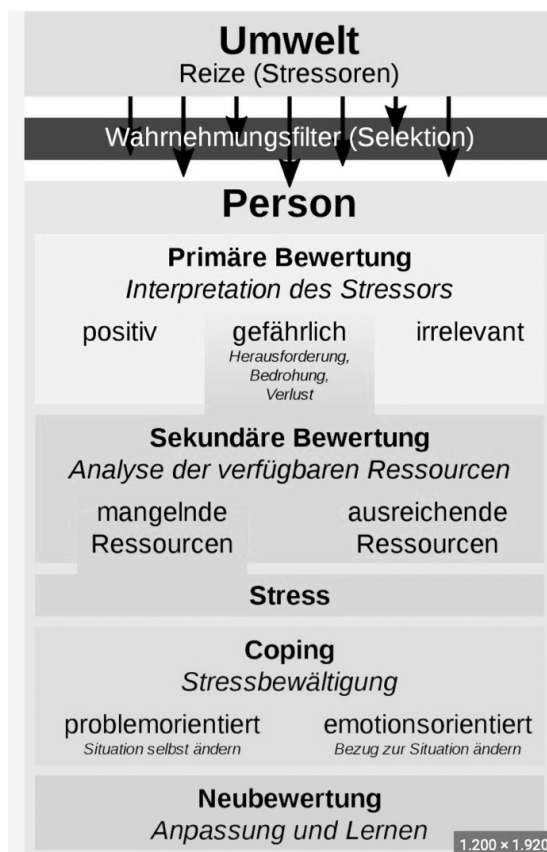 Umwelt
Reize (Stressoren)
Wahrnehmungsfilter (Selektion)
Person
Primäre Bewertung
Interpretation des Stressors
positiv
gefährlich
irrelevant
Herausforderung,
Bedrohung,
Verlust
Sekundäre Bewertung
Analyse der verfügbaren Ressourcen
mangelnde
Ressourcen
ausreichende
Ressourcen
Stress
Coping
Stressbewältigung
problemorientiert
Situation selbst ändern
emotionsorientiert
Bezug zur Situation ändern
Neubewertung
Anpassung und Lernen
1.200 × 1.920